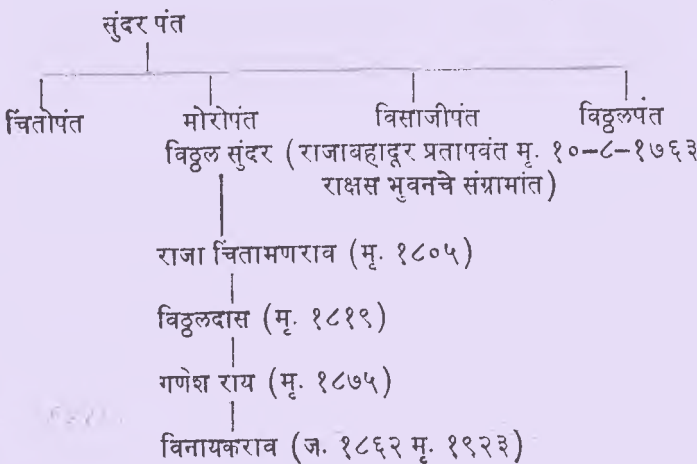 सुंदर पंत
चिंतोपंत मोरोपंत विसाजीपंत विठ्ठलपंत
विठ्ठल सुंदर (राजाबहादूर प्रतापवंत मृ. १०-८-१७६३
राक्षस भुवनचे संग्रामांत)
राजा चिंतामणराव (मृ. १८०५)
विठ्ठलदास (मृ. १८१९)
गणेश राय (मृ. १८७५)
विनायकराव (ज. १८६२ मृ. १९२३)